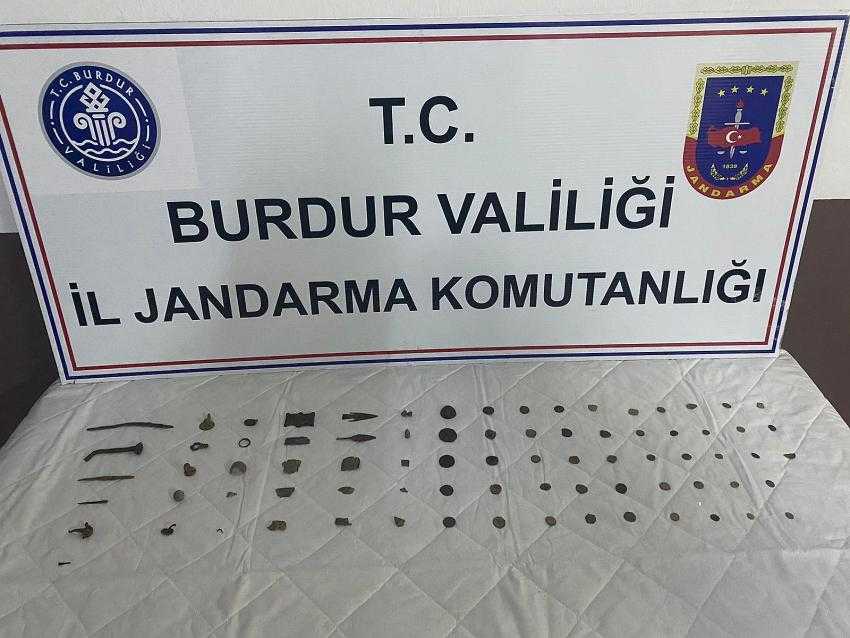 T.C. BURDUR
VALİLİĞİ
T.C.
1839
JANDARMA
BURDUR VALİLİĞİ
İL JANDARMA KOMUTANLIĞI